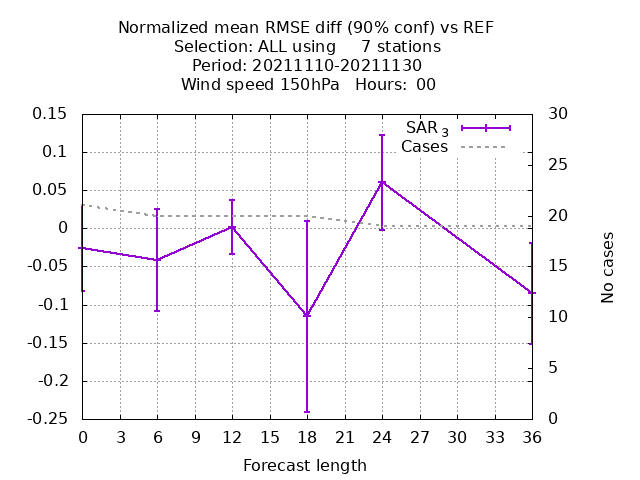 Normalized mean RMSE diff (90% conf) vs REF
Selection: ALL using     7 stations
Period: 20211110-20211130
Wind speed 150hPa   Hours:  00
SAR 3
Cases
0.15
0.1
0.05
0
-0.05
-0.1
-0.15
-0.2
-0.25
30
25
20
15
10
5
0
No cases
0 3 6 9 12 15 18 21 24 27 30 33 36
Forecast length